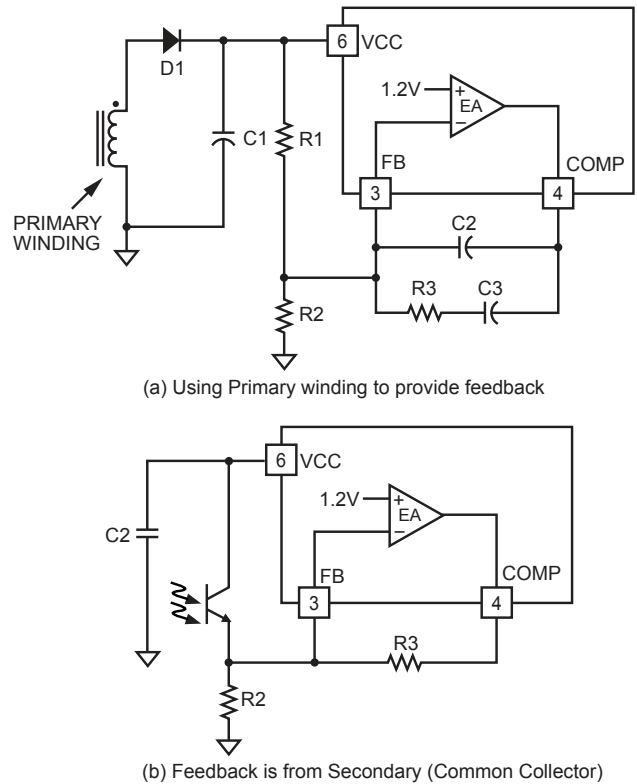 6
VCC
D1
1.2V
+
EA
−
C1
R1
FB
COMP
3
4
PRIMARY
WINDING
C2
R3
C3
R2
(a) Using Primary winding to provide feedback
6
VCC
1.2V
+
EA
−
C2
FB
COMP
3
4
R3
R2
(b) Feedback is from Secondary (Common Collector)